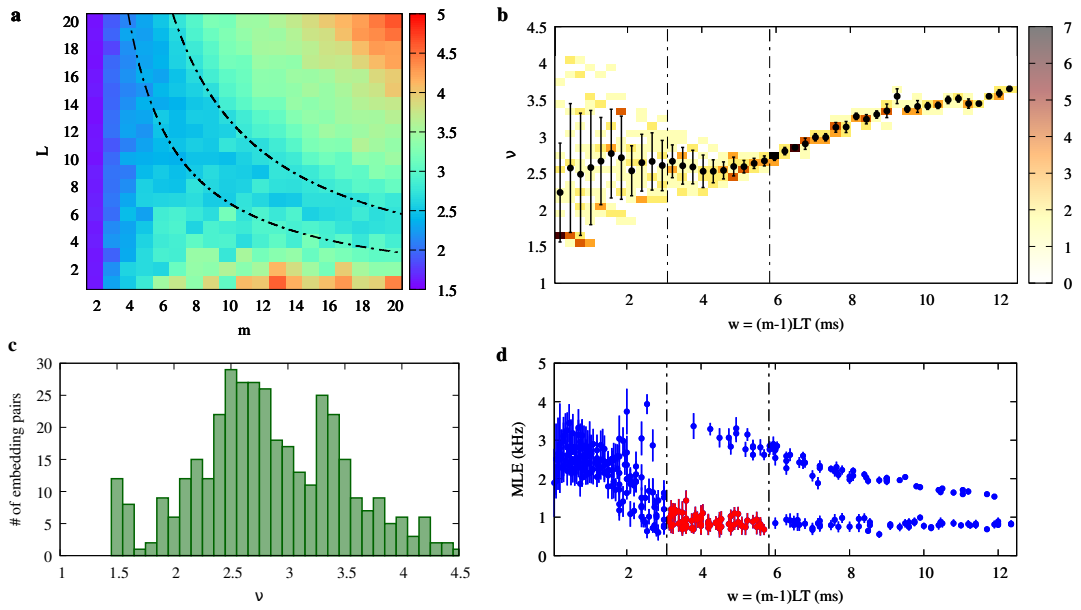 a
20
18
16
14
12
10
8
6
4
2
L
2 4 6 8 10 12 14 16 18 20
m
5
4.5
4
3.5
3
2.5
2
1.5
b
4.5
4
3.5
3
2.5
2
1.5
1
ν
2 4 6 8 10 12
w = (m-1)LT (ms)
7
6
5
4
3
2
1
0
c
30
25
20
15
10
5
0
# of embedding pairs
1 1.5 2 2.5 3 3.5 4 4.5
ν
d
5
4
3
2
1
0
MLE (kHz)
2 4 6 8 10 12
w = (m-1)LT (ms)